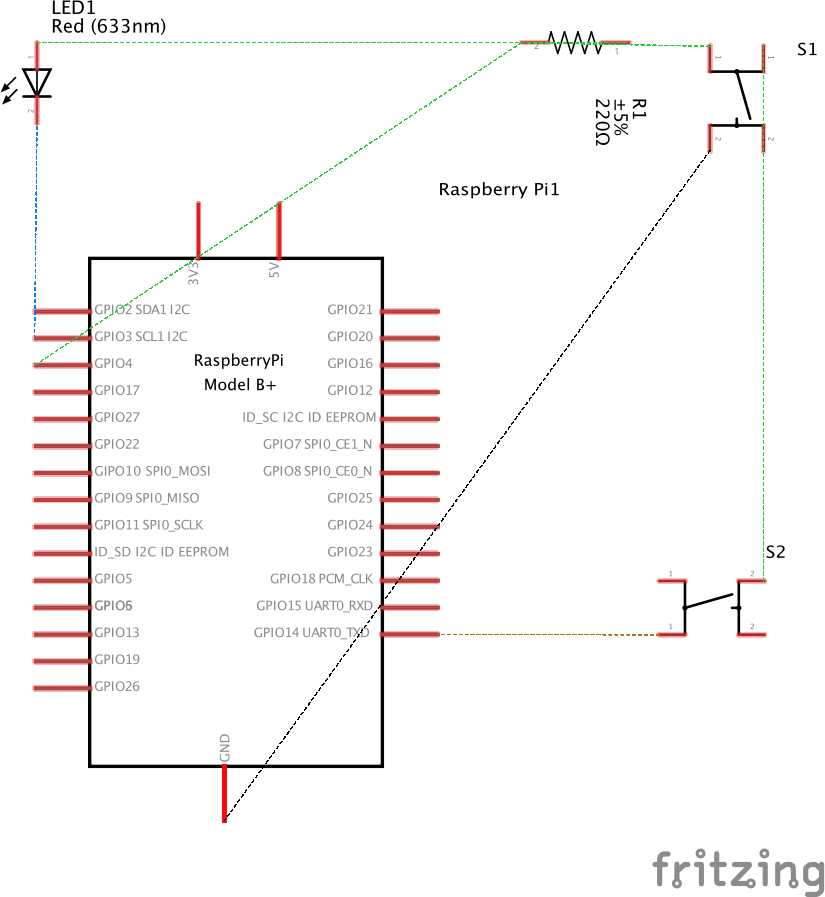 LED1
Red (633nm)
1
2
2
1
R1
±5%
220Ω
S1
1
1
2
2
Raspberry Pi1
3V3
5V
RaspberryPi
Model B+
GPIO2 SDA1 I2C
GPIO3 SCL1 I2C
GPIO4
GPIO17
GPIO27
GPIO22
GIPO10 SPI0_MOSI
GPIO9 SPI0_MISO
GPIO11 SPI0_SCLK
ID_SD I2C ID EEPROM
GPIO5
GPIO6
GPIO13
GPIO19
GPIO26
GPIO21
GPIO20
GPIO16
GPIO12
ID_SC I2C ID EEPROM
GPIO7 SPI0_CE1_N
GPIO8 SPI0_CE0_N
GPIO25
GPIO24
GPIO23
GPIO18 PCM_CLK
GPIO15 UART0_RXD
GPIO14 UART0_TXD
GND
S2
1
2
1
2
fritzing